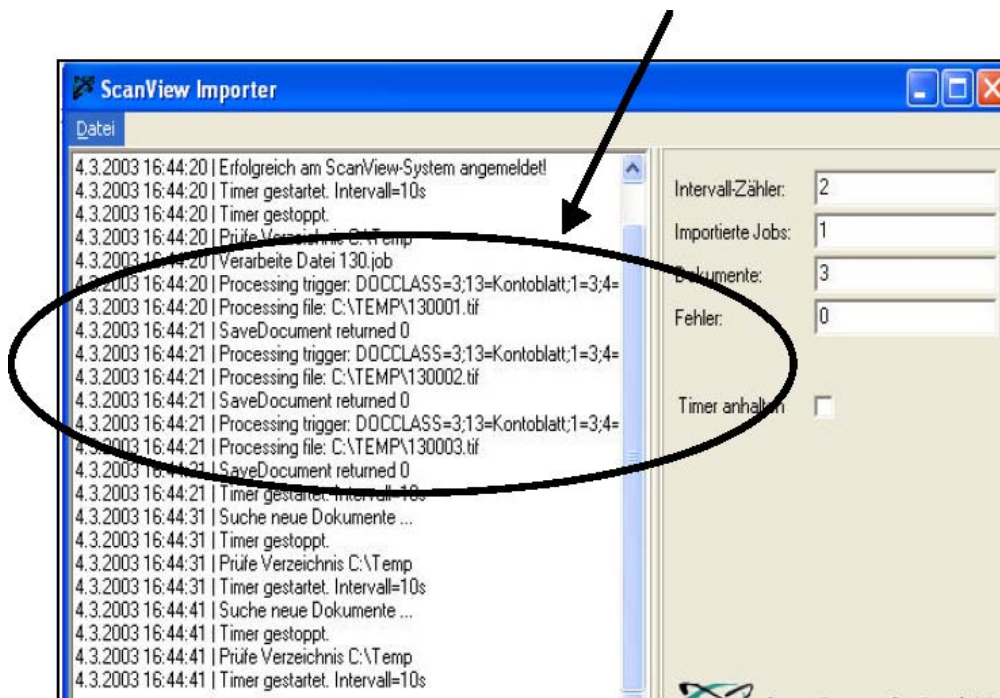 ScanView Importer
Datei
4.3.2003 16:44:20 | Erfolgreich am ScanView-System angemeldet!
4.3.2003 16:44:20 | Timer gestartet. Intervall=10s
4.3.2003 16:44:20 | Timer gestoppt.
4.3.2003 16:44:20 | Prüfe Verzeichnis C:\Temp
4.3.2003 16:44:20 | Verarbeite Datei 130.job
4.3.2003 16:44:20 | Processing trigger: DOCCLASS=3;13=Kontoblatt;1=3;4=
4.3.2003 16:44:20 | Processing file: C:\TEMP\130001.tif
4.3.2003 16:44:21 | SaveDocument returned 0
4.3.2003 16:44:21 | Processing trigger: DOCCLASS=3;13=Kontoblatt;1=3;4=
4.3.2003 16:44:21 | Processing file: C:\TEMP\130002.tif
4.3.2003 16:44:21 | SaveDocument returned 0
4.3.2003 16:44:21 | Processing trigger: DOCCLASS=3;13=Kontoblatt;1=3;4=
4.3.2003 16:44:21 | Processing file: C:\TEMP\130003.tif
4.3.2003 16:44:21 | SaveDocument returned 0
4.3.2003 16:44:21 | Timer gestartet. Intervall=10s
4.3.2003 16:44:31 | Suche neue Dokumente ...
4.3.2003 16:44:31 | Timer gestoppt.
4.3.2003 16:44:31 | Prüfe Verzeichnis C:\Temp
4.3.2003 16:44:31 | Timer gestartet. Intervall=10s
4.3.2003 16:44:41 | Suche neue Dokumente ...
4.3.2003 16:44:41 | Timer gestoppt.
4.3.2003 16:44:41 | Prüfe Verzeichnis C:\Temp
4.3.2003 16:44:41 | Timer gestartet. Intervall=10s
Intervall-Zähler: 2
Importierte Jobs: 1
Dokumente: 3
Fehler: 0
Timer anhalten